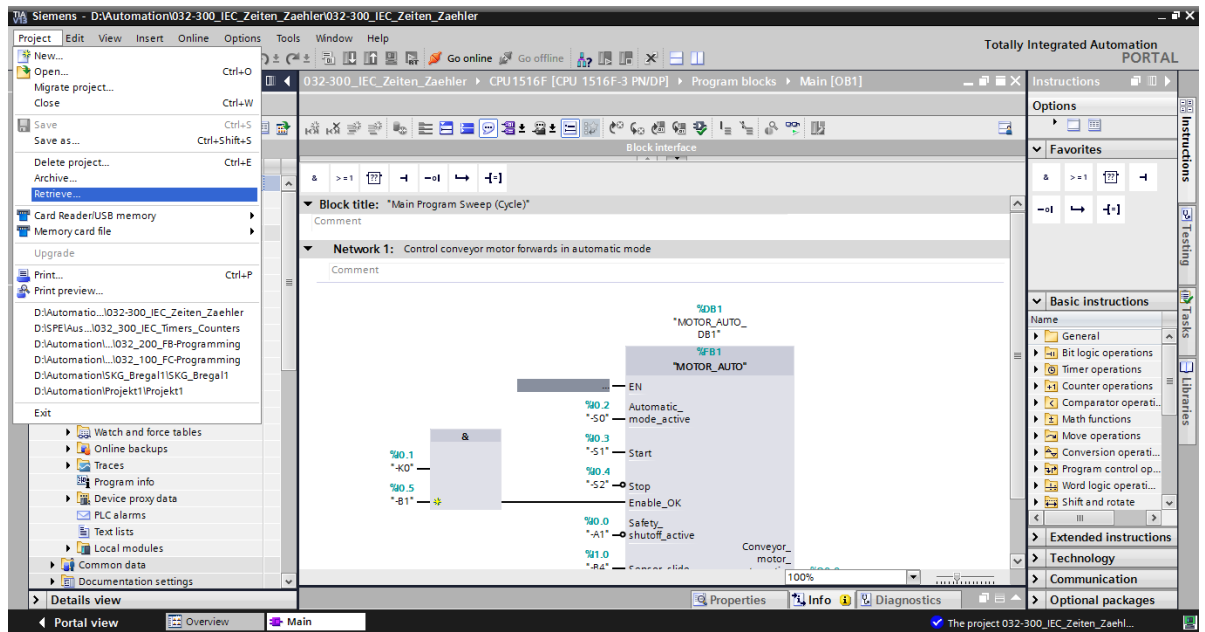 Siemens - D:\Automation\032-300_IEC_Zeiten_Zaehler\032-300_IEC_Zeiten_Zaehler
Project Edit View Insert Online Options Tools Window Help
Totally Integrated Automation
PORTAL
New...
Open... Ctrl+O
Migrate project...
Close Ctrl+W
Save Ctrl+S
Save as... Ctrl+Shift+S
Delete project... Ctrl+E
Archive...
Retrieve...
Card Reader/USB memory
Memory card file
Upgrade
Print... Ctrl+P
Print preview...
D:\Automatio...\032-300_IEC_Zeiten_Zaehler
D:\SPE\Aus...\032_300_IEC_Timers_Counters
D:\Automation\...\032_200_FB-Programming
D:\Automation\...\032_100_FC-Programming
D:\Automation\SKG_Bregal1\SKG_Bregal1
D:\Automation\Projekt1\Projekt1
Exit
Watch and force tables
Online backups
Traces
Program info
Device proxy data
PLC alarms
Text lists
Local modules
Common data
Documentation settings
Details view
Go online Go offline
032-300_IEC_Zeiten_Zaehler CPU1516F [CPU 1516F-3 PN/DP] Program blocks Main [OB1]
Block interface
& >=1 ??
Block title: "Main Program Sweep (Cycle)"
Comment
Network 1: Control conveyor motor forwards in automatic mode
Comment
%DB1
"MOTOR_AUTO_
DB1"
%FB1
"MOTOR_AUTO"
... EN
%I0.2
"-S0"
Automatic_
mode_active
&
%I0.1
"-K0"
%I0.5
"-B1"
%I0.3
"-S1" Start
%I0.4
"-S2" Stop
Enable_OK
%I0.0
"-A1"
Safety_
shutoff_active
%I1.0
"-B4" Sensor_slide
Conveyor_
motor_
100%
Properties Info Diagnostics
Instructions
Options
Favorites
& >=1 ??
Basic instructions
Name
General
Bit logic operations
Timer operations
Counter operations
Comparator operati..
Math functions
Move operations
Conversion operati...
Program control op...
Word logic operati...
Shift and rotate
Extended instructions
Technology
Communication
Optional packages
Instructions
Testing
Tasks
Libraries
Portal view Overview Main
The project 032-300_IEC_Zeiten_Zaehl...